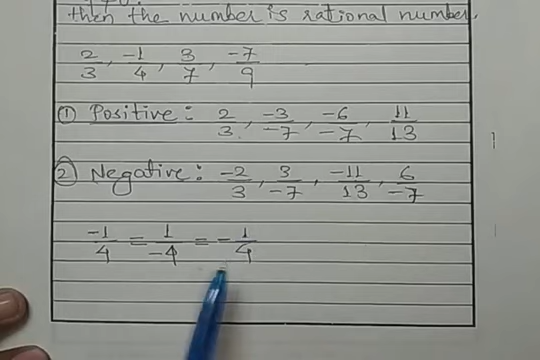 then the number is rational number.
2/3, -1/4, 3/7, -7/9
① Positive: 2/3, -3/-7, -6/-7, 11/13
② Negative: -2/3, 3/-7, -11/13, 6/-7
-1/4 = 1/-4 = -1/4